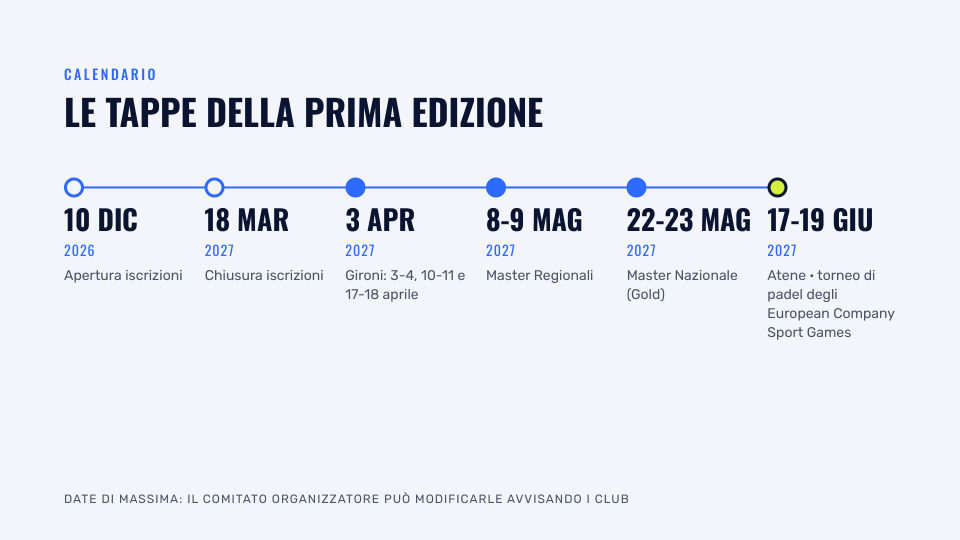 CALENDARIO
LE TAPPE DELLA PRIMA EDIZIONE
10 DIC
2026
Apertura iscrizioni
18 MAR
2027
Chiusura iscrizioni
3 APR
2027
Gironi: 3-4, 10-11 e
17-18 aprile
8-9 MAG
2027
Master Regionali
22-23 MAG
2027
Master Nazionale
(Gold)
17-19 GIU
2027
Atene · torneo di
padel degli
European Company
Sport Games
DATE DI MASSIMA: IL COMITATO ORGANIZZATORE PUÒ MODIFICARLE AVVISANDO I CLUB